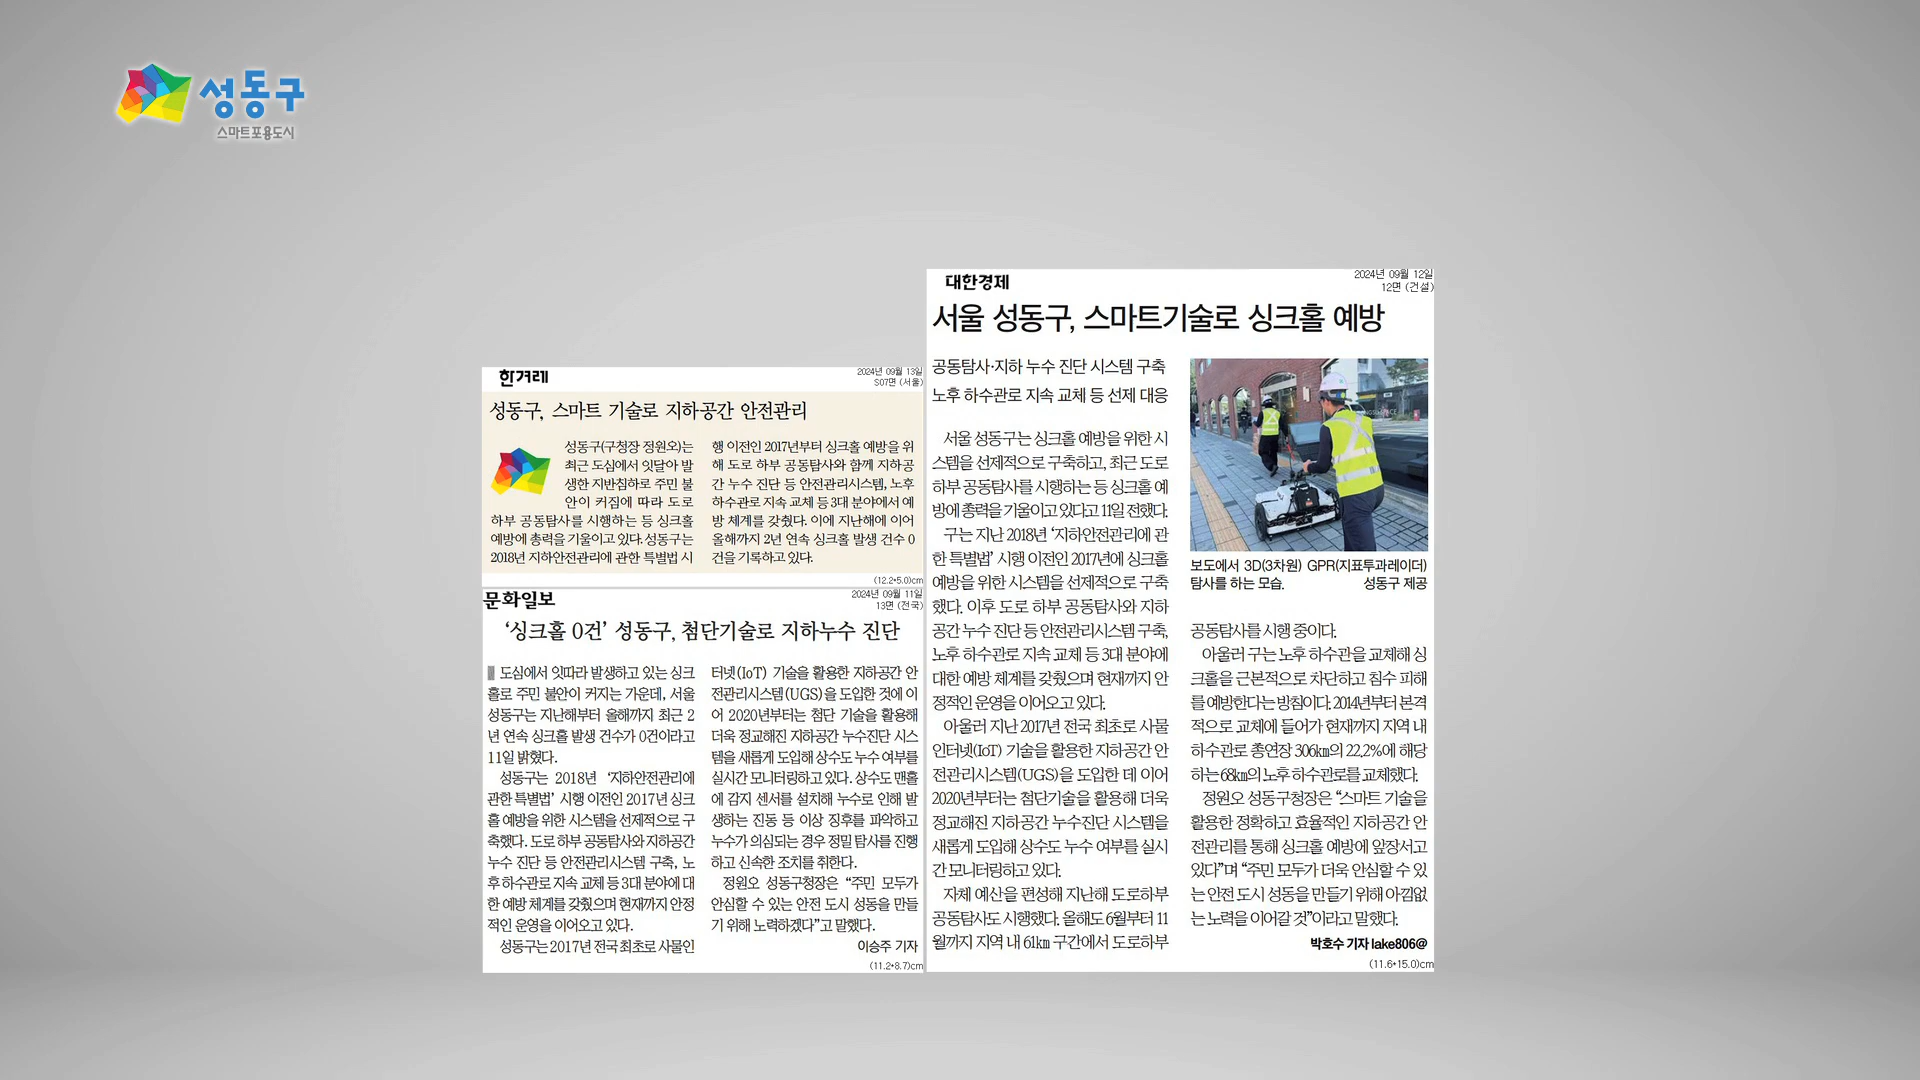 성동구
스마트포용도시
한겨레
2024년 09월 13일
S07면 (서울)
성동구, 스마트 기술로 지하공간 안전관리
성동구(구청장 정원오)는
최근 도심에서 잇달아 발
생한 지반침하로 주민 불
안이 커짐에 따라 도로
하부 공동탐사를 시행하는 등 싱크홀
예방에 총력을 기울이고 있다. 성동구는
2018년 지하안전관리에 관한 특별법 시
행 이전인 2017년부터 싱크홀 예방을 위
해 도로 하부 공동탐사와 함께 지하공
간 누수 진단 등 안전관리시스템, 노후
하수관로 지속 교체 등 3대 분야에서 예
방 체계를 갖췄다. 이에 지난해에 이어
올해까지 2년 연속 싱크홀 발생 건수 0
건을 기록하고 있다.
(12.2*5.0)cm
문화일보
2024년 09월 11일
13면 (전국)
‘싱크홀 0건’ 성동구, 첨단기술로 지하누수 진단
도심에서 잇따라 발생하고 있는 싱크
홀로 주민 불안이 커지는 가운데, 서울
성동구는 지난해부터 올해까지 최근 2
년 연속 싱크홀 발생 건수가 0건이라고
11일 밝혔다.
성동구는 2018년 ‘지하안전관리에
관한 특별법’ 시행 이전인 2017년 싱크
홀 예방을 위한 시스템을 선제적으로 구
축했다. 도로 하부 공동탐사와 지하공간
누수 진단 등 안전관리시스템 구축, 노
후 하수관로 지속 교체 등 3대 분야에 대
한 예방 체계를 갖췄으며 현재까지 안정
적인 운영을 이어오고 있다.
성동구는 2017년 전국 최초로 사물인
터넷(IoT) 기술을 활용한 지하공간 안
전관리시스템(UGS)을 도입한 것에 이
어 2020년부터는 첨단 기술을 활용해
더욱 정교해진 지하공간 누수진단 시스
템을 새롭게 도입해 상수도 누수 여부를
실시간 모니터링하고 있다. 상수도 맨홀
에 감지 센서를 설치해 누수로 인해 발
생하는 진동 등 이상 징후를 파악하고
누수가 의심되는 경우 정밀 탐사를 진행
하고 신속한 조치를 취한다.
정원오 성동구청장은 “주민 모두가
안심할 수 있는 안전 도시 성동을 만들
기 위해 노력하겠다”고 말했다.
이승주 기자
(11.2*8.7)cm
대한경제
2024년 09월 12일
12면 (건설)
서울 성동구, 스마트기술로 싱크홀 예방
공동탐사·지하 누수 진단 시스템 구축
노후 하수관로 지속 교체 등 선제 대응
서울 성동구는 싱크홀 예방을 위한 시
스템을 선제적으로 구축하고, 최근 도로
하부 공동탐사를 시행하는 등 싱크홀 예
방에 총력을 기울이고 있다고 11일 전했다.
구는 지난 2018년 ‘지하안전관리에 관
한 특별법’ 시행 이전인 2017년에 싱크홀
예방을 위한 시스템을 선제적으로 구축
했다. 이후 도로 하부 공동탐사와 지하
공간 누수 진단 등 안전관리시스템 구축,
노후 하수관로 지속 교체 등 3대 분야에
대한 예방 체계를 갖췄으며 현재까지 안
정적인 운영을 이어오고 있다.
아울러 지난 2017년 전국 최초로 사물
인터넷(IoT) 기술을 활용한 지하공간 안
전관리시스템(UGS)을 도입한 데 이어
2020년부터는 첨단기술을 활용해 더욱
정교해진 지하공간 누수진단 시스템을
새롭게 도입해 상수도 누수 여부를 실시
간 모니터링하고 있다.
자체 예산을 편성해 지난해 도로하부
공동탐사도 시행했다. 올해도 6월부터 11
월까지 지역 내 61㎞ 구간에서 도로하부
보도에서 3D(3차원) GPR(지표투과레이더)
탐사를 하는 모습. 성동구 제공
공동탐사를 시행 중이다.
아울러 구는 노후 하수관을 교체해 싱
크홀을 근본적으로 차단하고 침수 피해
를 예방한다는 방침이다. 2014년부터 본격
적으로 교체에 들어가 현재까지 지역 내
하수관로 총연장 306㎞의 22.2%에 해당
하는 68㎞의 노후 하수관로를 교체했다.
정원오 성동구청장은 “스마트 기술을
활용한 정확하고 효율적인 지하공간 안
전관리를 통해 싱크홀 예방에 앞장서고
있다”며 “주민 모두가 더욱 안심할 수 있
는 안전 도시 성동을 만들기 위해 아낌없
는 노력을 이어갈 것”이라고 말했다.
박호수 기자 lake806@
(11.6*15.0)cm